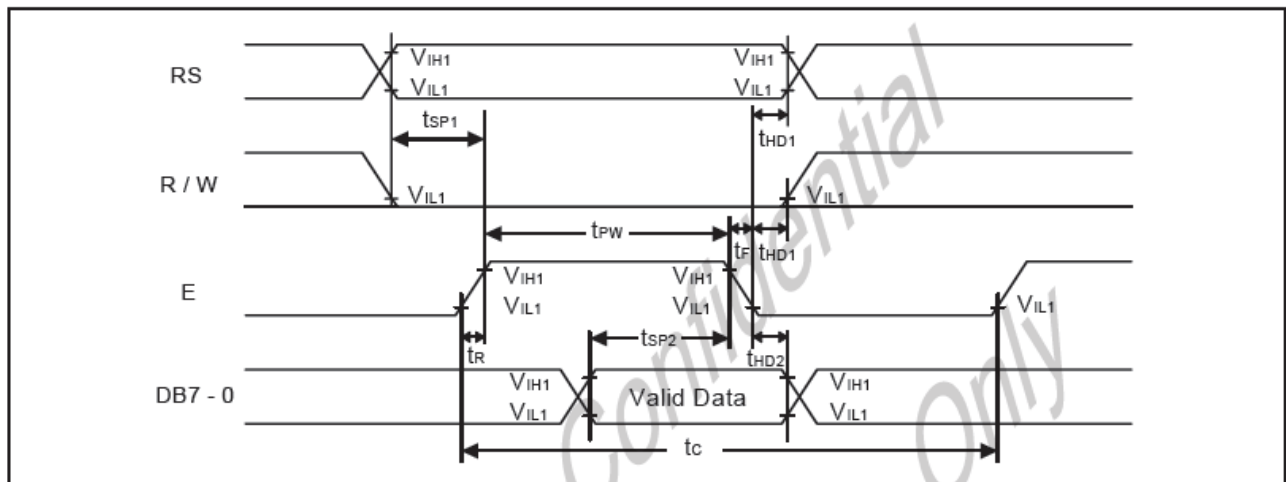 RS
VIH1
VIL1
VIH1
VIL1
tSP1
tHD1
R / W
VIL1
VIL1
tPW
tF
tHD1
E
VIH1
VIL1
VIH1
VIL1
VIL1
tR
tSP2
tHD2
DB7 - 0
VIH1
VIL1
Valid Data
VIH1
VIL1
tC
Confidential
Only